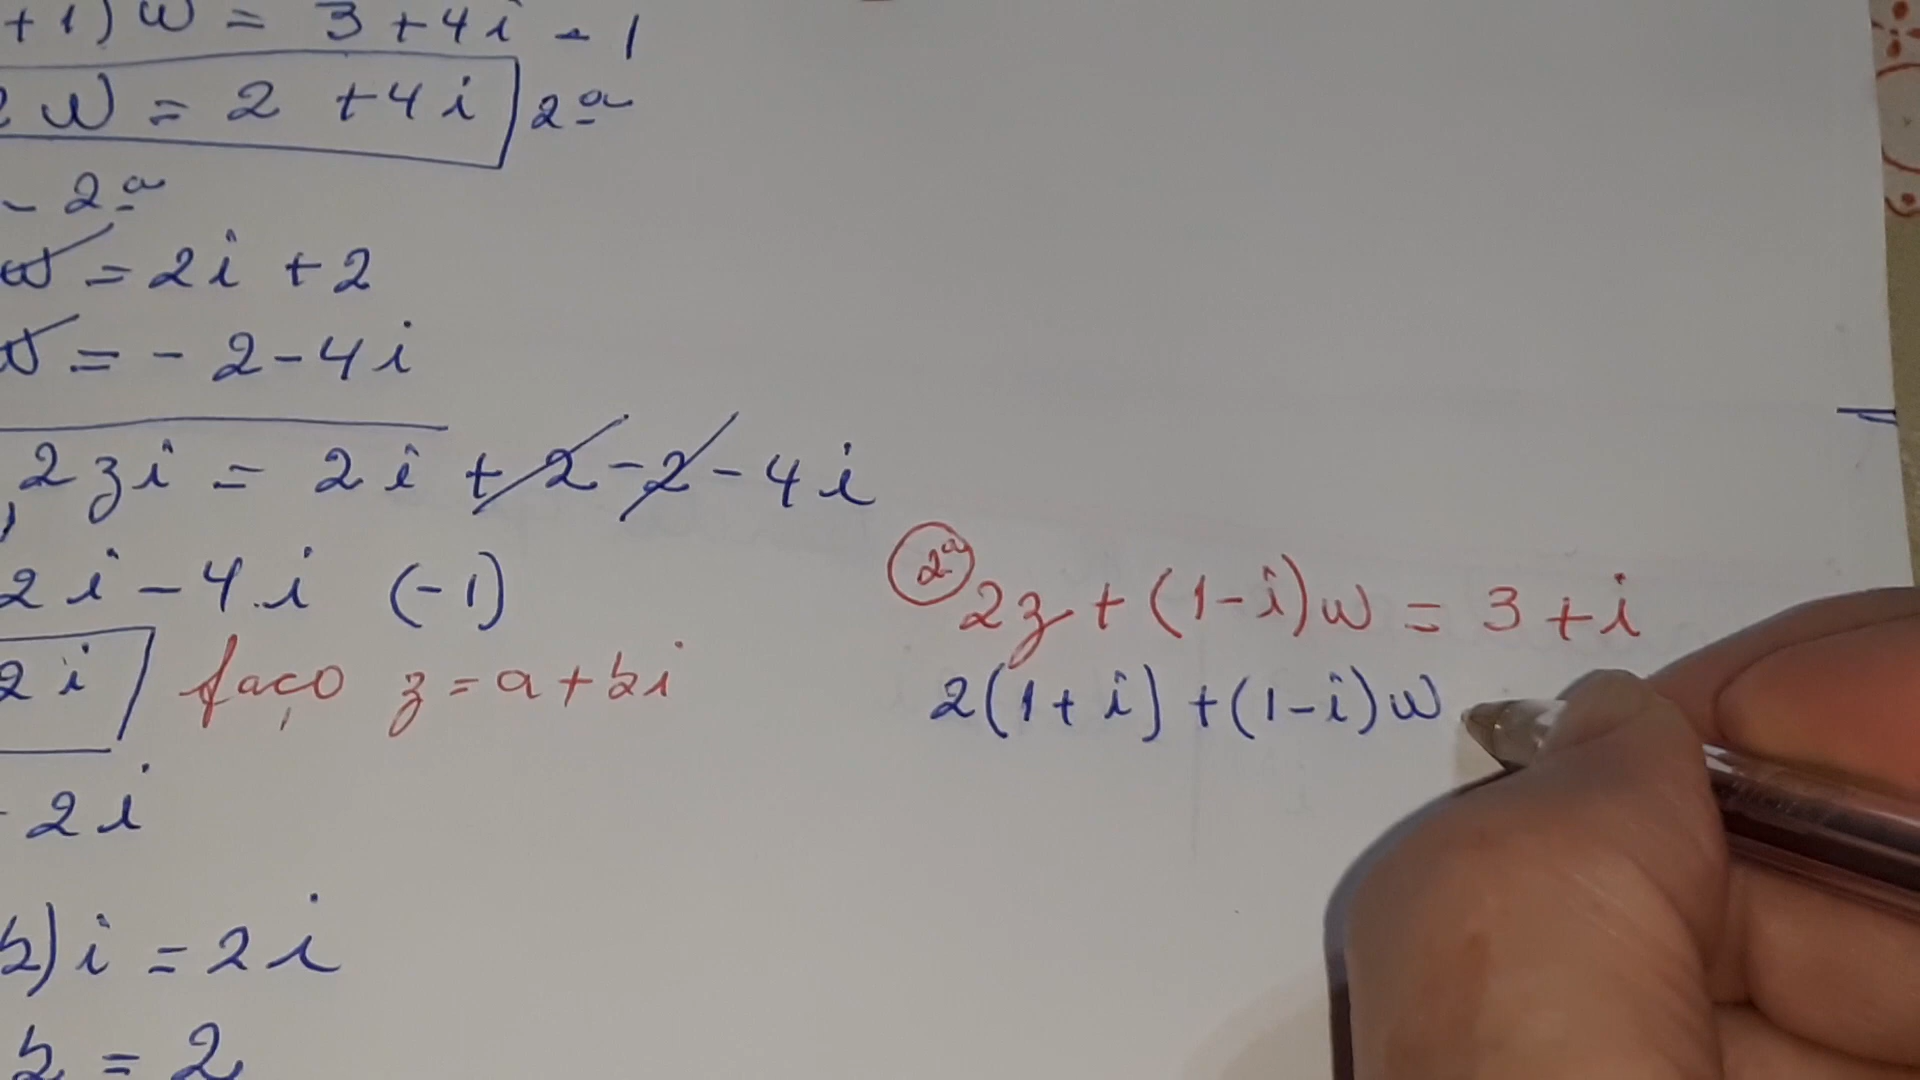 + 1) w = 3 + 4i - 1
2 w = 2 + 4i 2ª
- 2ª
w = 2i + 2
w = - 2 - 4i
2zi = 2i + 2 - 2 - 4i
2i - 4i (-1)
2i faço z = a + bi
2i
b) i = 2i
b = 2
2ª 2z + (1 - i) w = 3 + i
2(1 + i) + (1 - i) w